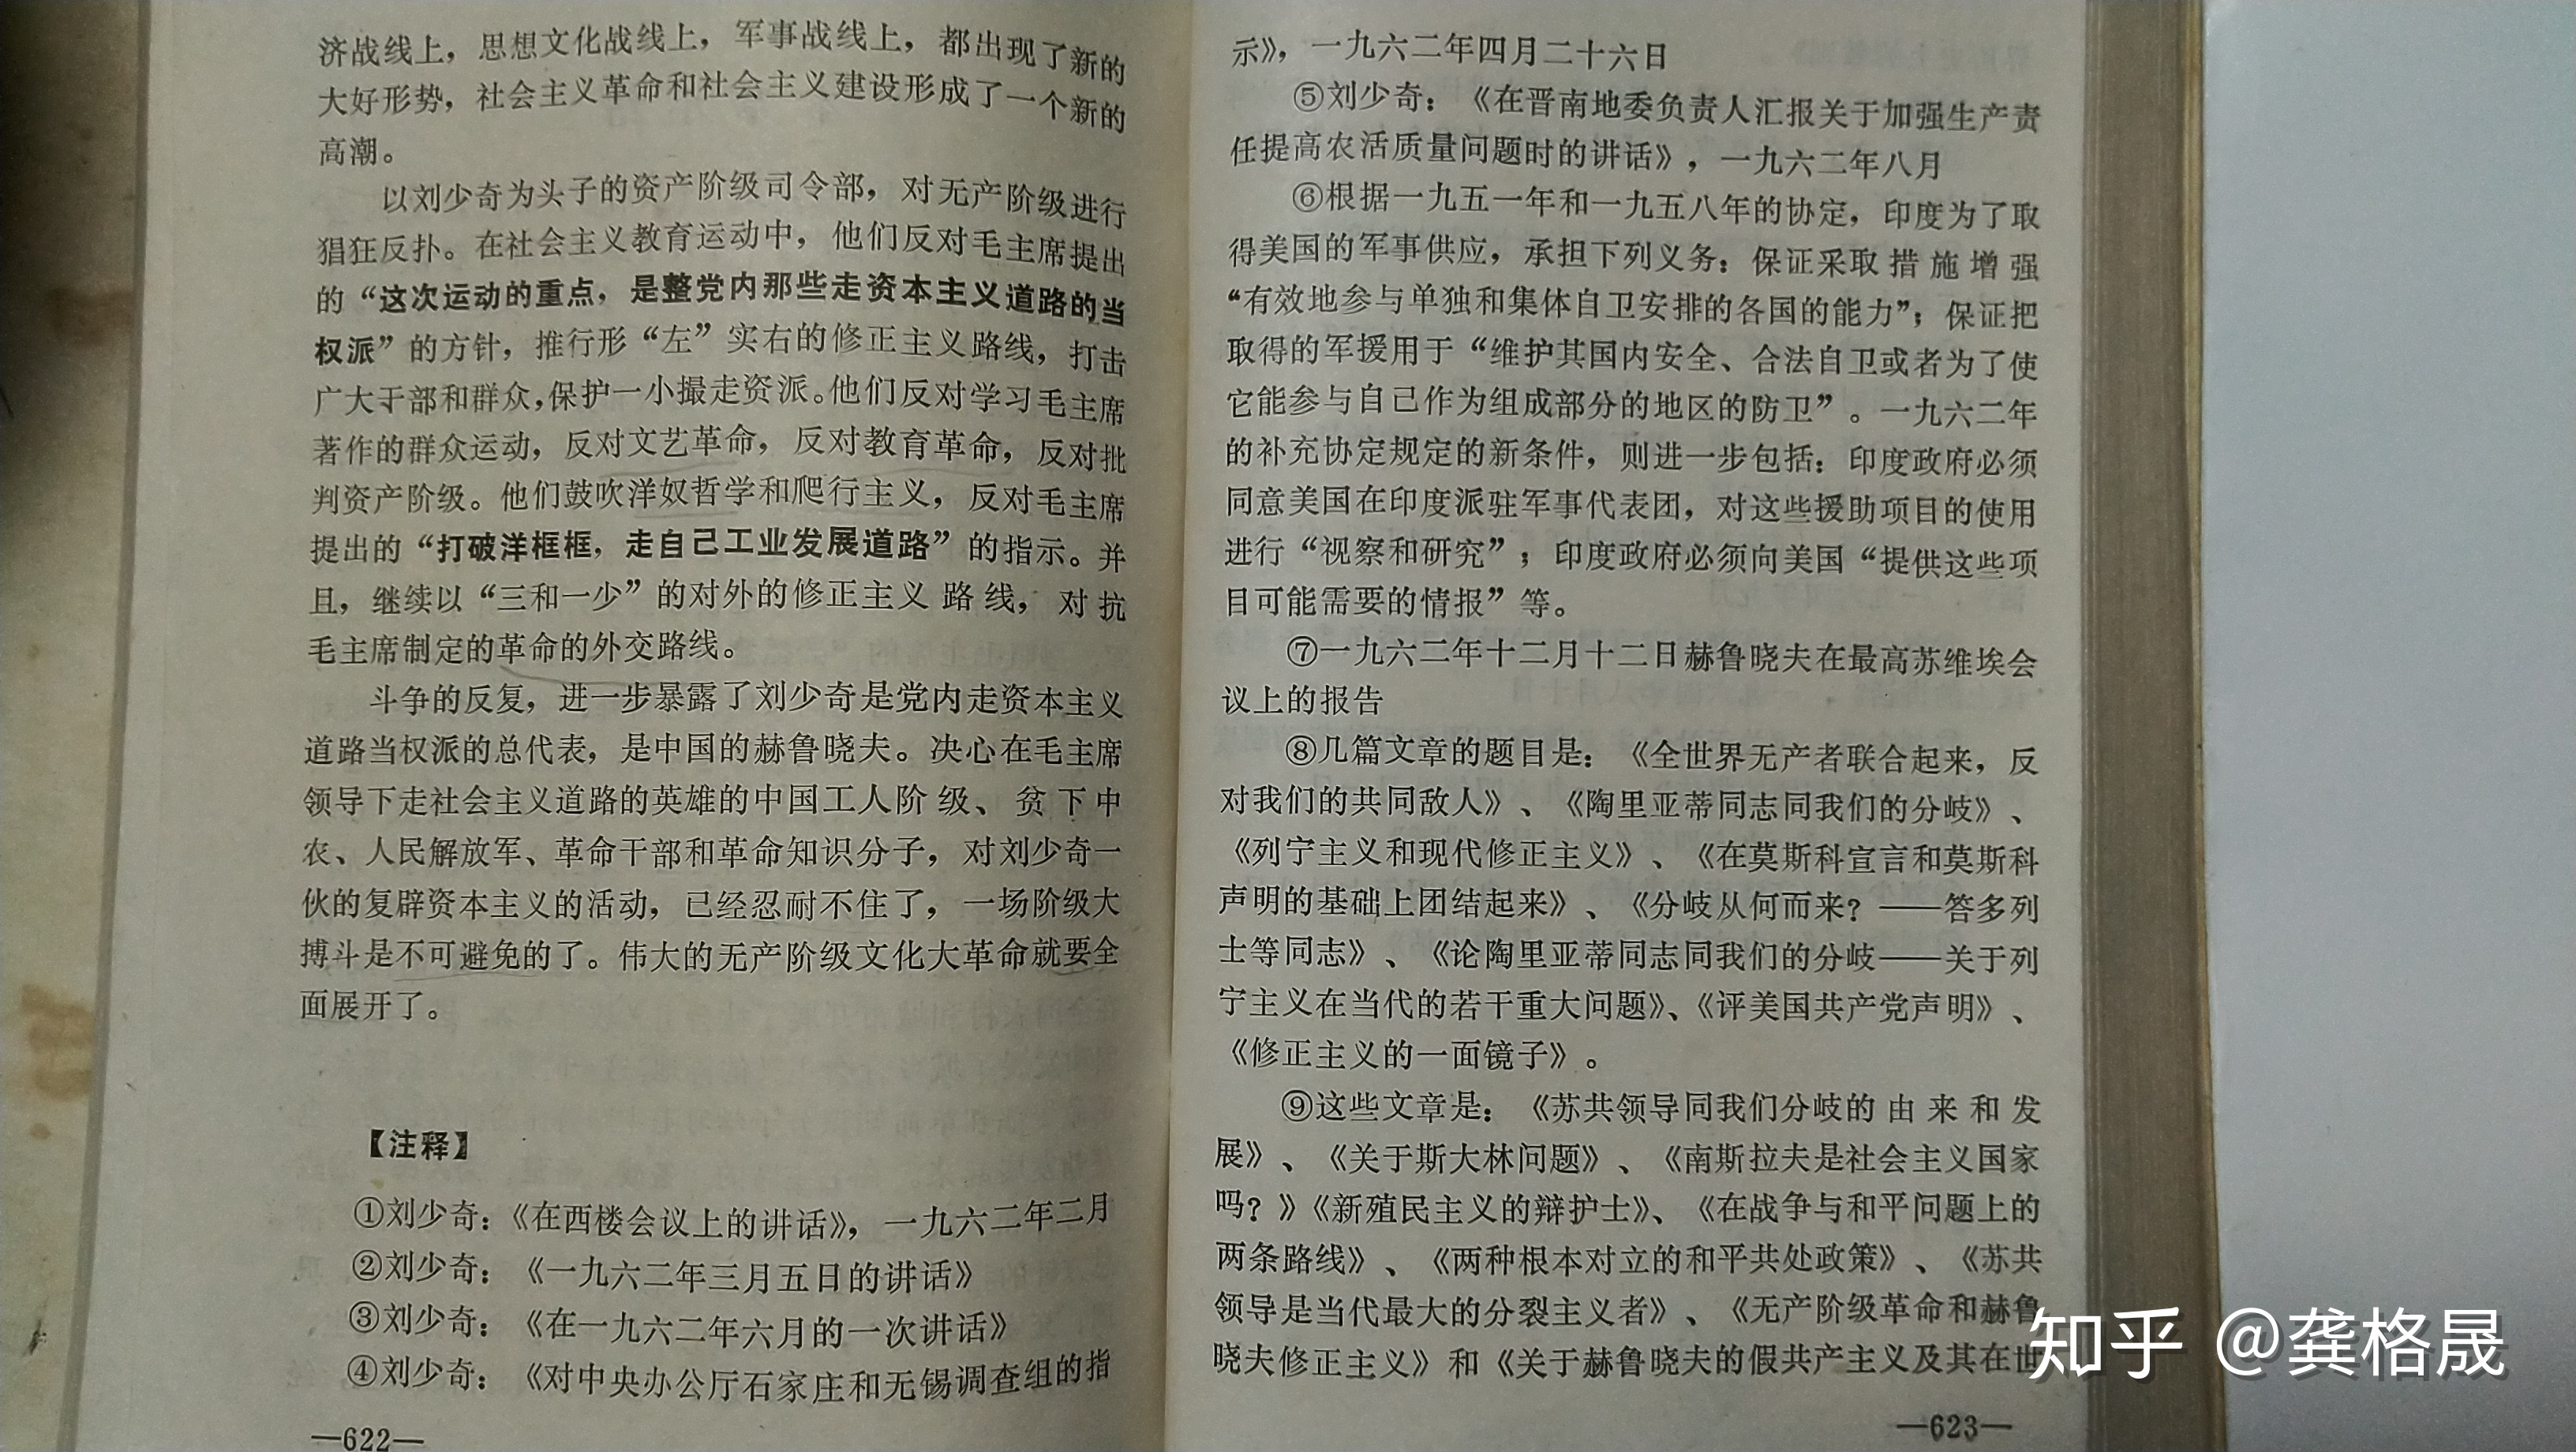 济战线上，思想文化战线上，军事战线上，都出现了新的
大好形势，社会主义革命和社会主义建设形成了一个新的
高潮。
以刘少奇为头子的资产阶级司令部，对无产阶级进行
猖狂反扑。在社会主义教育运动中，他们反对毛主席提出
的“这次运动的重点，是整党内那些走资本主义道路的当
权派”的方针，推行形“左”实右的修正主义路线，打击
广大干部和群众，保护一小撮走资派。他们反对学习毛主席
著作的群众运动，反对文艺革命，反对教育革命，反对批
判资产阶级。他们鼓吹洋奴哲学和爬行主义，反对毛主席
提出的“打破洋框框，走自己工业发展道路”的指示。并
且，继续以“三和一少”的对外的修正主义路线，对抗
毛主席制定的革命的外交路线。
斗争的反复，进一步暴露了刘少奇是党内走资本主义
道路当权派的总代表，是中国的赫鲁晓夫。决心在毛主席
领导下走社会主义道路的英雄的中国工人阶级、贫下中
农、人民解放军、革命干部和革命知识分子，对刘少奇一
伙的复辟资本主义的活动，已经忍耐不住了，一场阶级大
搏斗是不可避免的了。伟大的无产阶级文化大革命就要全
面展开了。
【注释】
①刘少奇：《在西楼会议上的讲话》，一九六二年二月
②刘少奇：《一九六二年三月五日的讲话》
③刘少奇：《在一九六二年六月的一次讲话》
④刘少奇：《对中央办公厅石家庄和无锡调查组的指
—622—
示》，一九六二年四月二十六日
⑤刘少奇：《在晋南地委负责人汇报关于加强生产责
任提高农活质量问题时的讲话》，一九六二年八月
⑥根据一九五一年和一九五八年的协定，印度为了取
得美国的军事供应，承担下列义务：保证采取措施增强
“有效地参与单独和集体自卫安排的各国的能力”；保证把
取得的军援用于“维护其国内安全、合法自卫或者为了使
它能参与自己作为组成部分的地区的防卫”。一九六二年
的补充协定规定的新条件，则进一步包括：印度政府必须
同意美国在印度派驻军事代表团，对这些援助项目的使用
进行“视察和研究”；印度政府必须向美国“提供这些项
目可能需要的情报”等。
⑦一九六二年十二月十二日赫鲁晓夫在最高苏维埃会
议上的报告
⑧几篇文章的题目是：《全世界无产者联合起来，反
对我们的共同敌人》、《陶里亚蒂同志同我们的分歧》、
《列宁主义和现代修正主义》、《在莫斯科宣言和莫斯科
声明的基础上团结起来》、《分歧从何而来？——答多列
士等同志》、《论陶里亚蒂同志同我们的分歧——关于列
宁主义在当代的若干重大问题》、《评美国共产党声明》、
《修正主义的一面镜子》。
⑨这些文章是：《苏共领导同我们分歧的由来和发
展》、《关于斯大林问题》、《南斯拉夫是社会主义国家
吗？》《新殖民主义的辩护士》、《在战争与和平问题上的
两条路线》、《两种根本对立的和平共处政策》、《苏共
领导是当代最大的分裂主义者》、《无产阶级革命和赫鲁
晓夫修正主义》和《关于赫鲁晓夫的假共产主义及其在世
—623—
知乎 @龚格晟